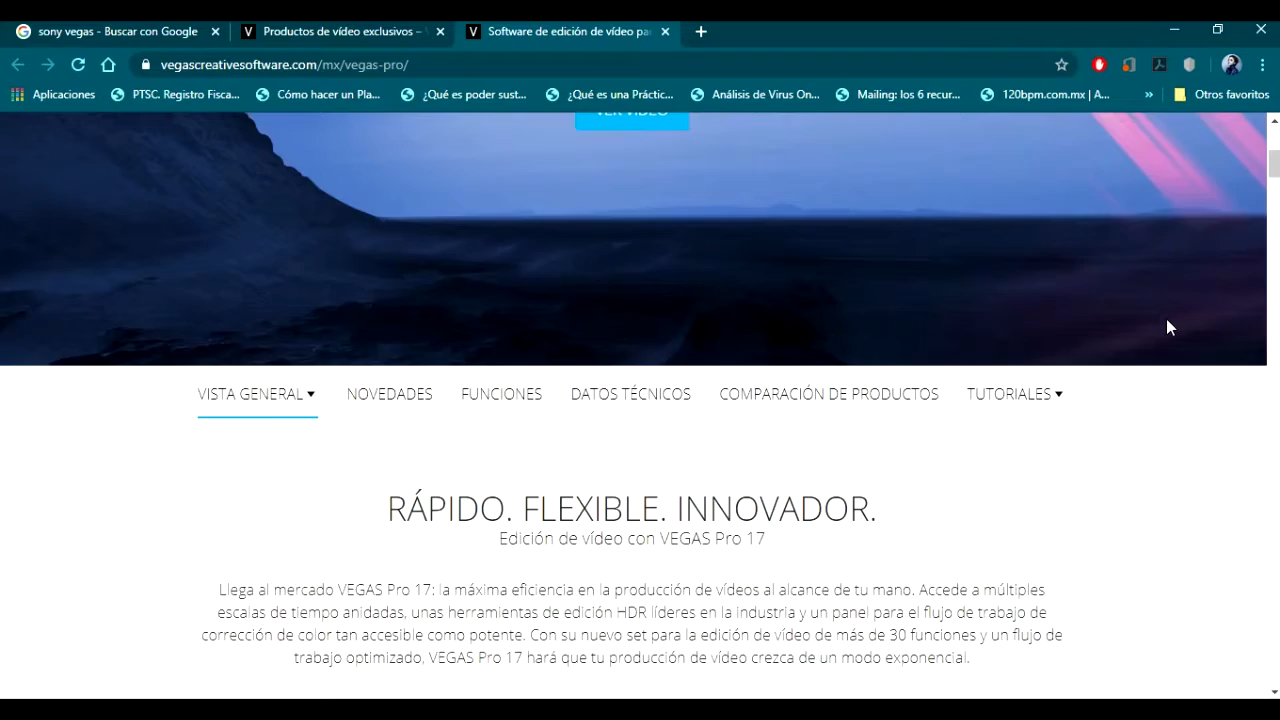 sony vegas - Buscar con Google
Productos de vídeo exclusivos –
Software de edición de vídeo pa
vegascreativesoftware.com/mx/vegas-pro/
Aplicaciones
PTSC. Registro Fisca...
Cómo hacer un Pla...
¿Qué es poder sust...
¿Qué es una Práctic...
Análisis de Virus On...
Mailing: los 6 recur...
120bpm.com.mx | A...
»
Otros favoritos
VER VÍDEO
VISTA GENERAL
NOVEDADES
FUNCIONES
DATOS TÉCNICOS
COMPARACIÓN DE PRODUCTOS
TUTORIALES
RÁPIDO. FLEXIBLE. INNOVADOR.
Edición de vídeo con VEGAS Pro 17
Llega al mercado VEGAS Pro 17: la máxima eficiencia en la producción de vídeos al alcance de tu mano. Accede a múltiples
escalas de tiempo anidadas, unas herramientas de edición HDR líderes en la industria y un panel para el flujo de trabajo de
corrección de color tan accesible como potente. Con su nuevo set para la edición de vídeo de más de 30 funciones y un flujo de
trabajo optimizado, VEGAS Pro 17 hará que tu producción de vídeo crezca de un modo exponencial.